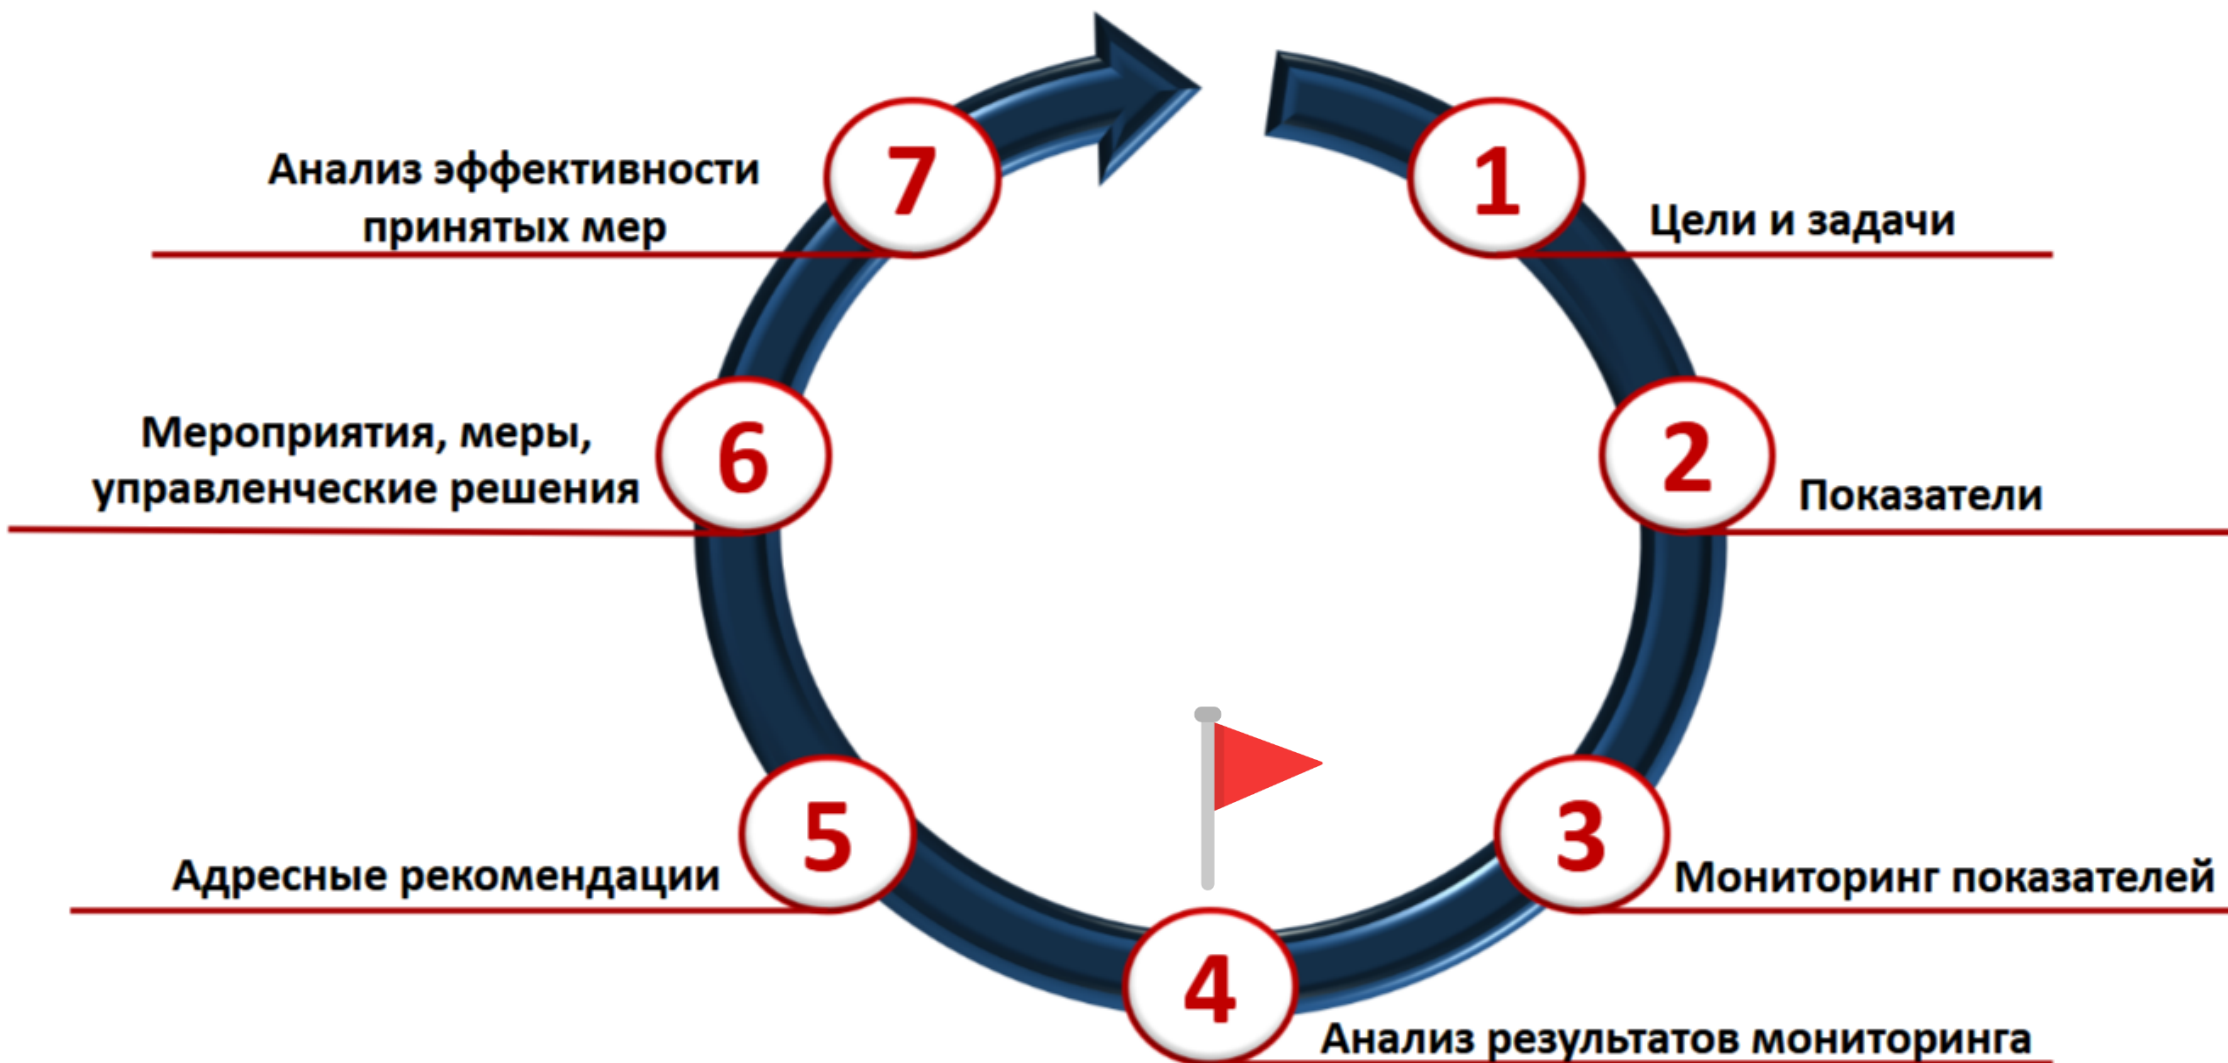 1
Цели и задачи
2
Показатели
3
Мониторинг показателей
4
Анализ результатов мониторинга
5
Адресные рекомендации
6
Мероприятия, меры,
управленческие решения
7
Анализ эффективности
принятых мер